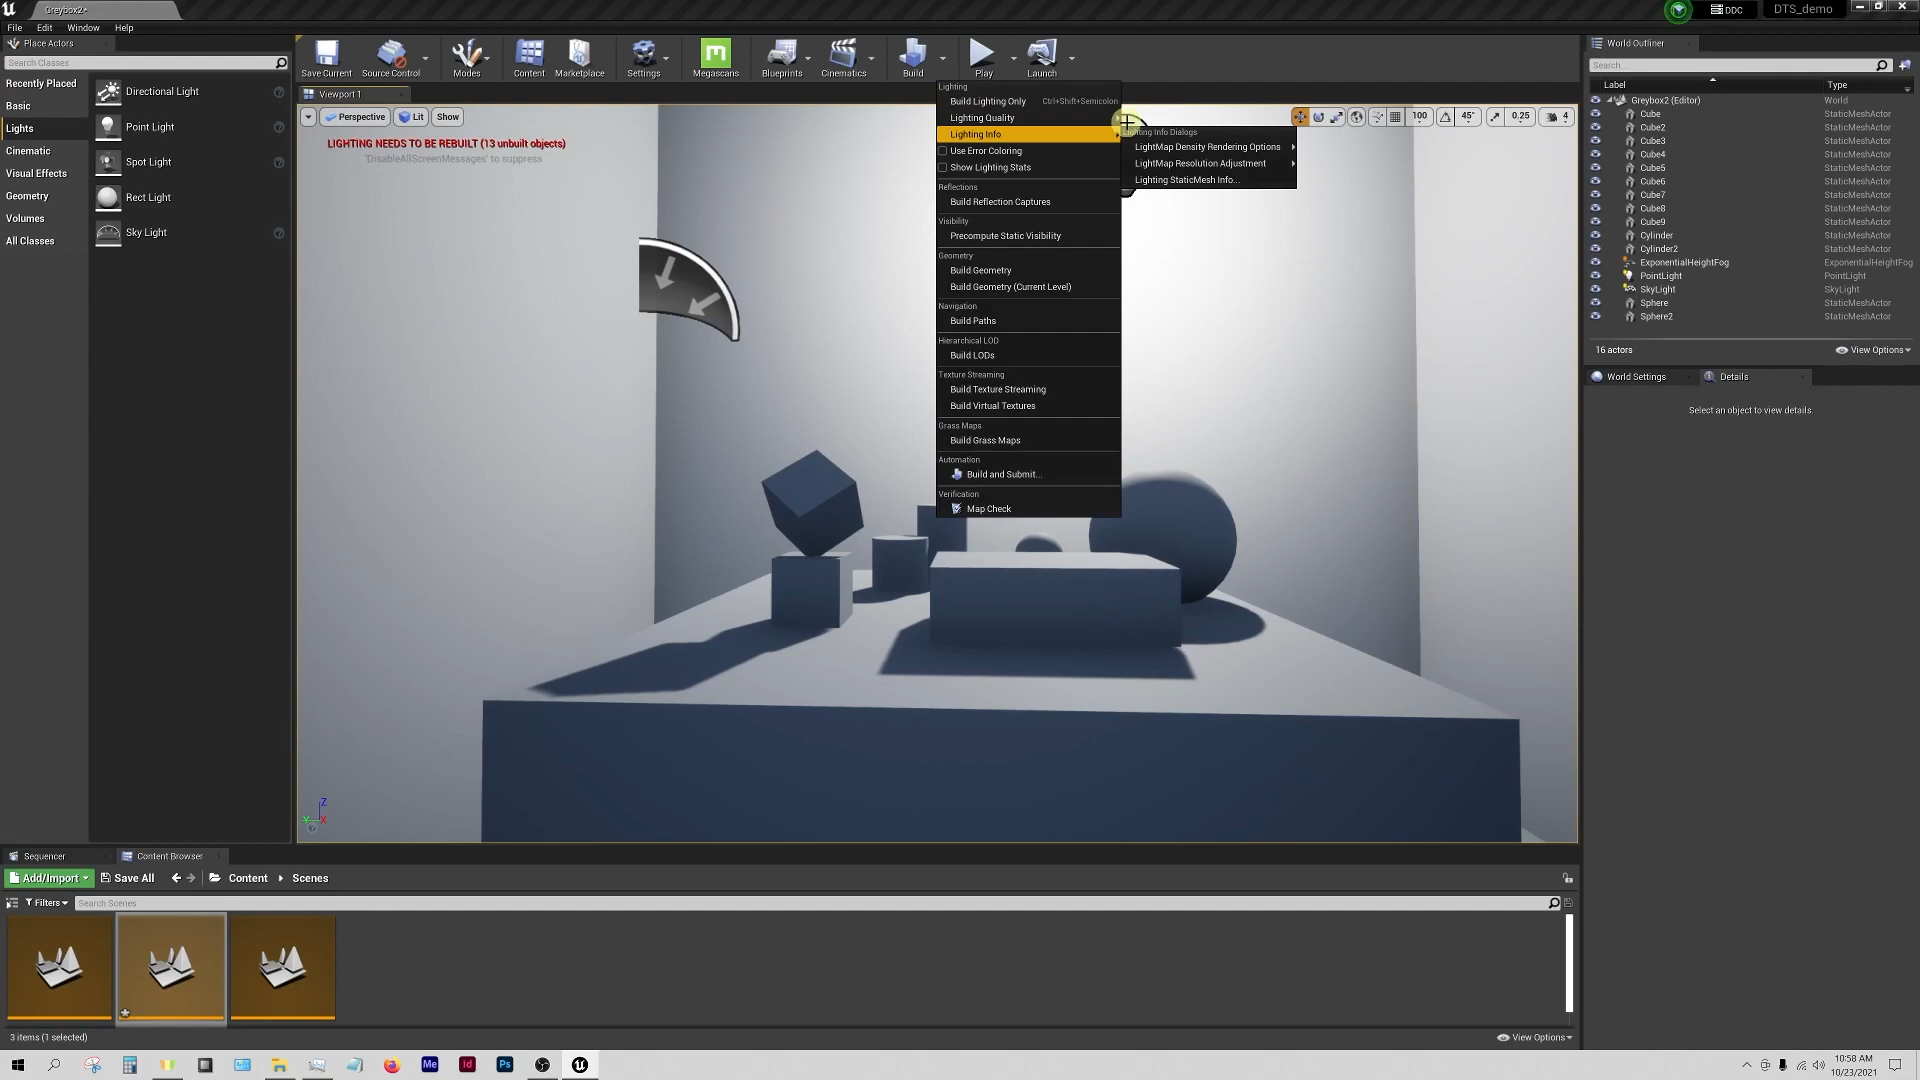 Greybox2•
DDC
DTS_demo
File Edit Window Help
Place Actors
Search Classes
Recently Placed
Basic
Lights
Cinematic
Visual Effects
Geometry
Volumes
All Classes
Directional Light
Point Light
Spot Light
Rect Light
Sky Light
Save Current
Source Control
Modes
Content
Marketplace
Settings
Megascans
Blueprints
Cinematics
Build
Play
Launch
Viewport 1
Perspective
Lit
Show
100
45°
0.25
4
LIGHTING NEEDS TO BE REBUILT (13 unbuilt objects)
'DisableAllScreenMessages' to suppress
Lighting
Build Lighting Only Ctrl+Shift+Semicolon
Lighting Quality
Lighting Info
Use Error Coloring
Show Lighting Stats
Reflections
Build Reflection Captures
Visibility
Precompute Static Visibility
Geometry
Build Geometry
Build Geometry (Current Level)
Navigation
Build Paths
Hierarchical LOD
Build LODs
Texture Streaming
Build Texture Streaming
Build Virtual Textures
Grass Maps
Build Grass Maps
Automation
Build and Submit...
Verification
Map Check
Lighting Info Dialogs
LightMap Density Rendering Options
LightMap Resolution Adjustment
Lighting StaticMesh Info...
Z
Y
X
World Outliner
Search...
Label Type
Greybox2 (Editor) World
Cube StaticMeshActor
Cube2 StaticMeshActor
Cube3 StaticMeshActor
Cube4 StaticMeshActor
Cube5 StaticMeshActor
Cube6 StaticMeshActor
Cube7 StaticMeshActor
Cube8 StaticMeshActor
Cube9 StaticMeshActor
Cylinder StaticMeshActor
Cylinder2 StaticMeshActor
ExponentialHeightFog ExponentialHeightFog
PointLight PointLight
SkyLight SkyLight
Sphere StaticMeshActor
Sphere2 StaticMeshActor
16 actors
View Options
World Settings
Details
Select an object to view details.
Sequencer
Content Browser
Add/Import
Save All
Content
Scenes
Filters
Search Scenes
3 items (1 selected)
View Options
Me
Id
Ps
10:58 AM
10/23/2021